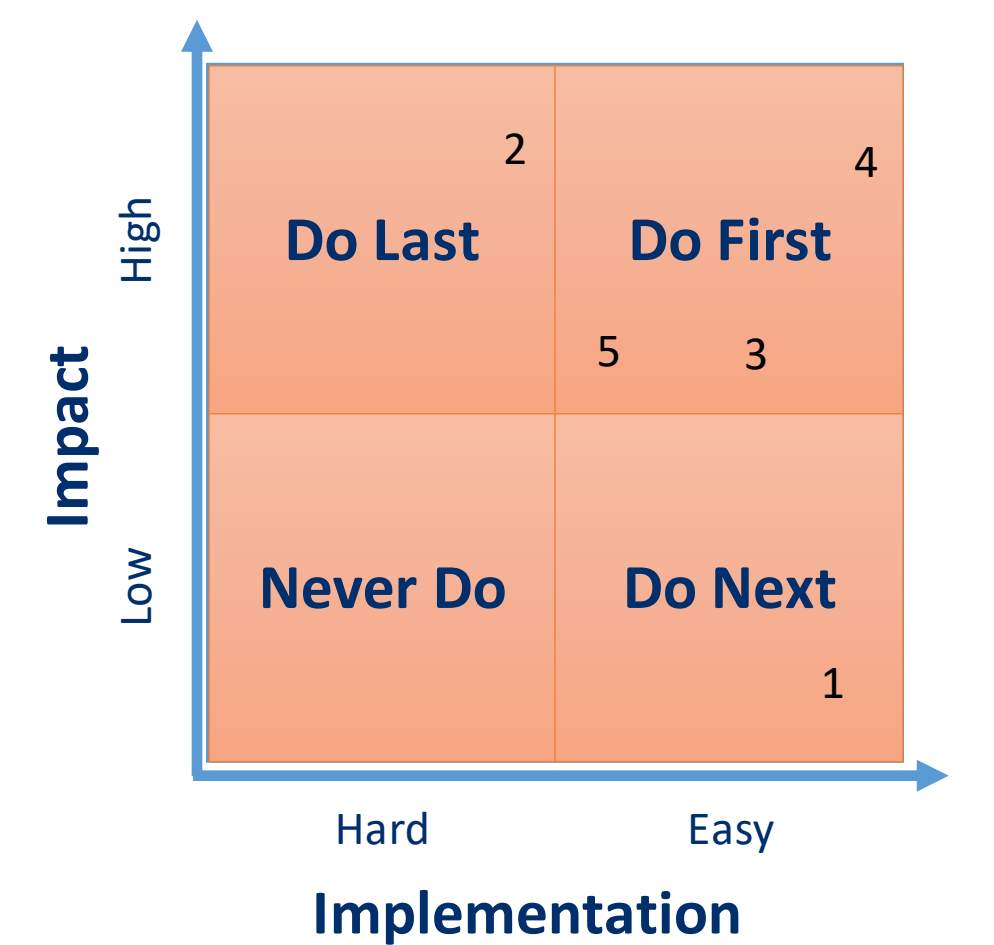 2
4
Do Last
Do First
High
5
3
Impact
Low
Never Do
Do Next
1
Hard
Easy
Implementation